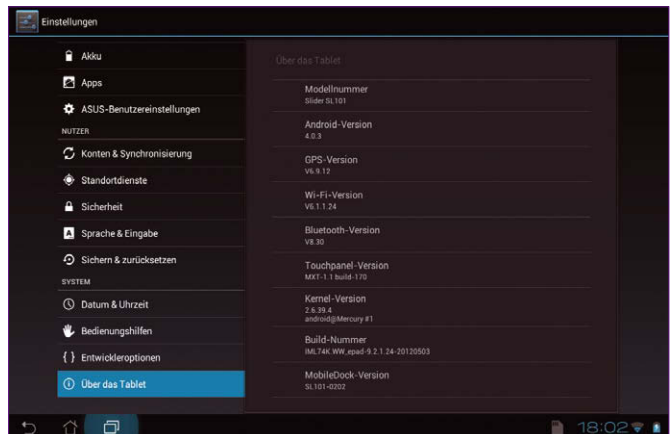 Einstellungen
Akku
Apps
ASUS-Benutzereinstellungen
NUTZER
Konten & Synchronisierung
Standortdienste
Sicherheit
A Sprache & Eingabe
Sichern & zurücksetzen
SYSTEM
Datum & Uhrzeit
Bedienungshilfen
{ } Entwickleroptionen
Über das Tablet
Über das Tablet
Modellnummer
Slider SL101
Android-Version
4.0.3
GPS-Version
V6.9.12
Wi-Fi-Version
V6.1.1.24
Bluetooth-Version
V8.30
Touchpanel-Version
MXT-1.1 build-170
Kernel-Version
2.6.39.4
android@Mercury #1
Build-Nummer
IML74K.WW_epad-9.2.1.24-20120503
MobileDock-Version
SL101-0202
18:02